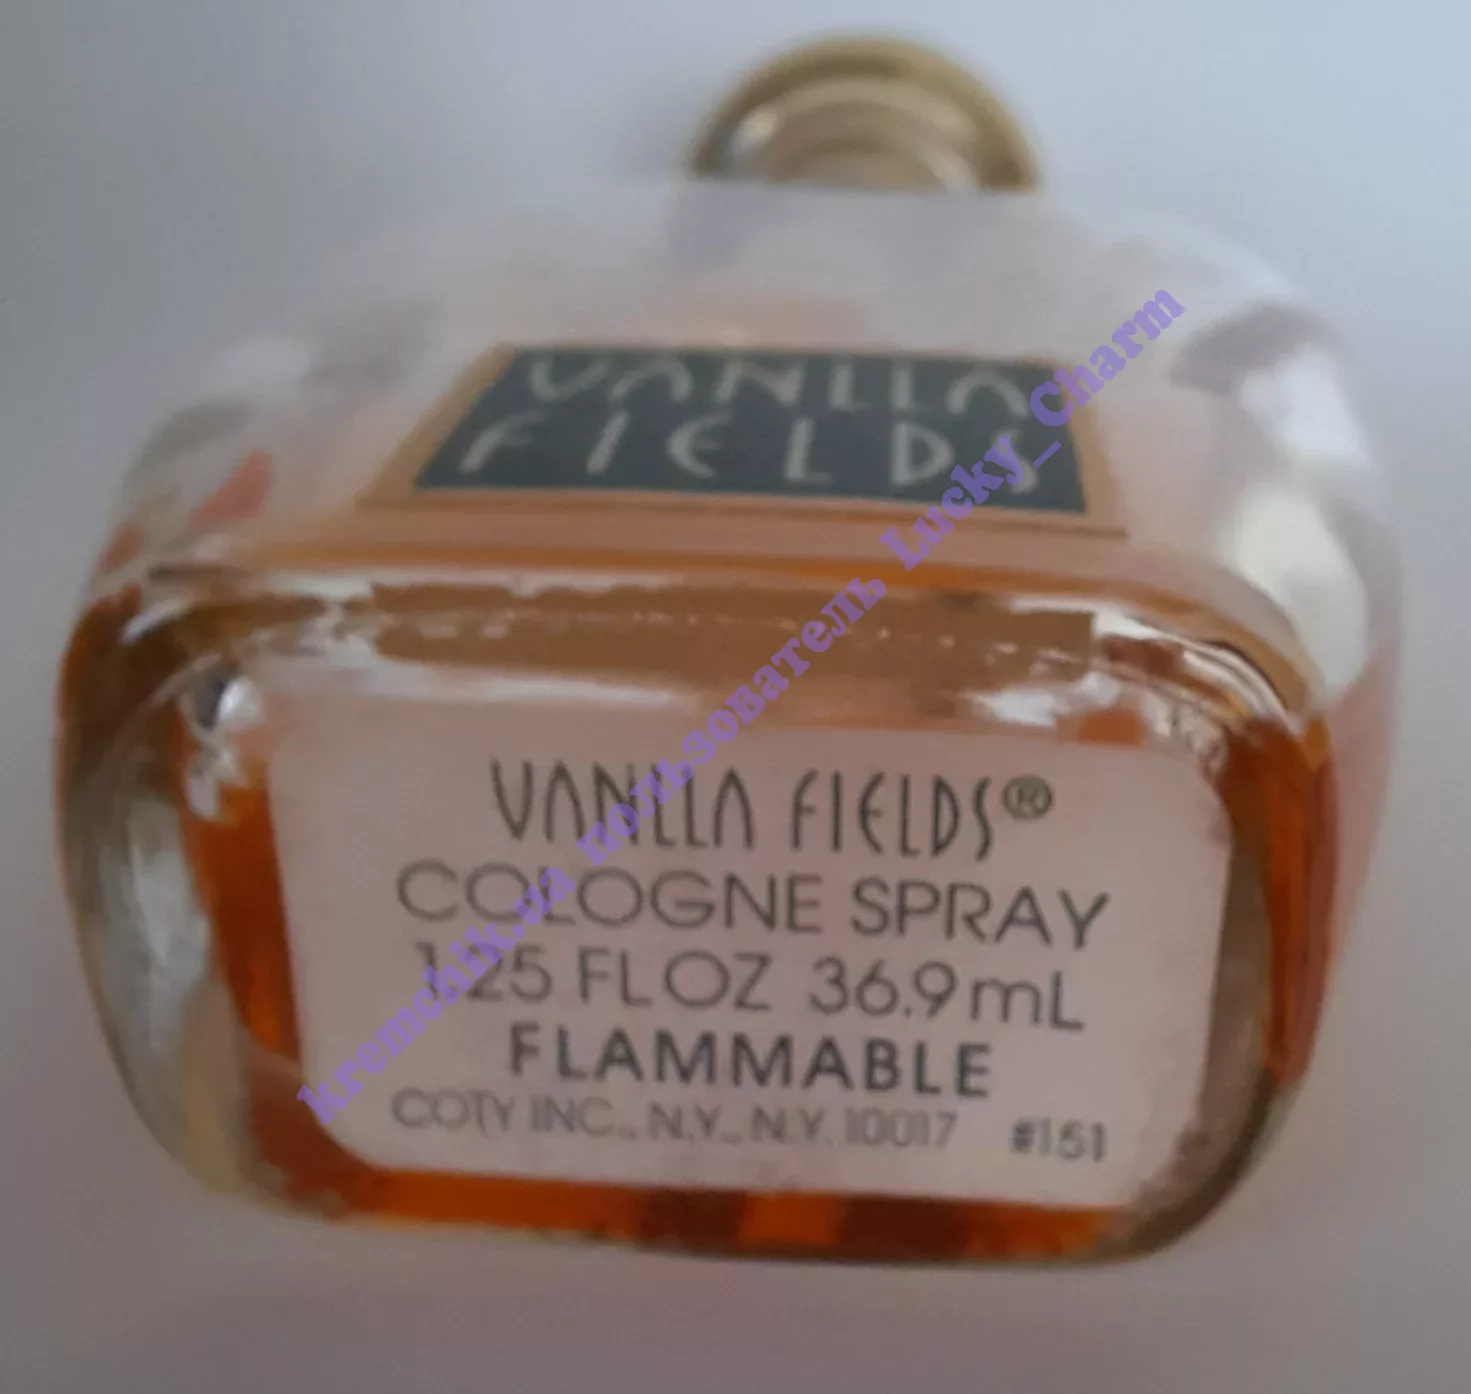 VANILLA
FIELDS
VANILLA FIELDS®
COLOGNE SPRAY
1.25 FL OZ 36.9 mL
FLAMMABLE
COTY INC., N.Y., N.Y. 10017 #151
kremchik.ua пользователь Lucky_Charm